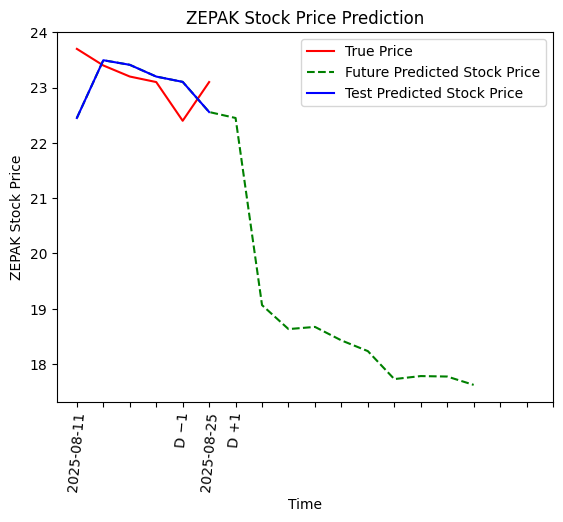 ZEPAK Stock Price Prediction
True Price
Future Predicted Stock Price
Test Predicted Stock Price
ZEPAK Stock Price
24
23
22
21
20
19
18
2025-08-11
D −1
2025-08-25
D +1
Time